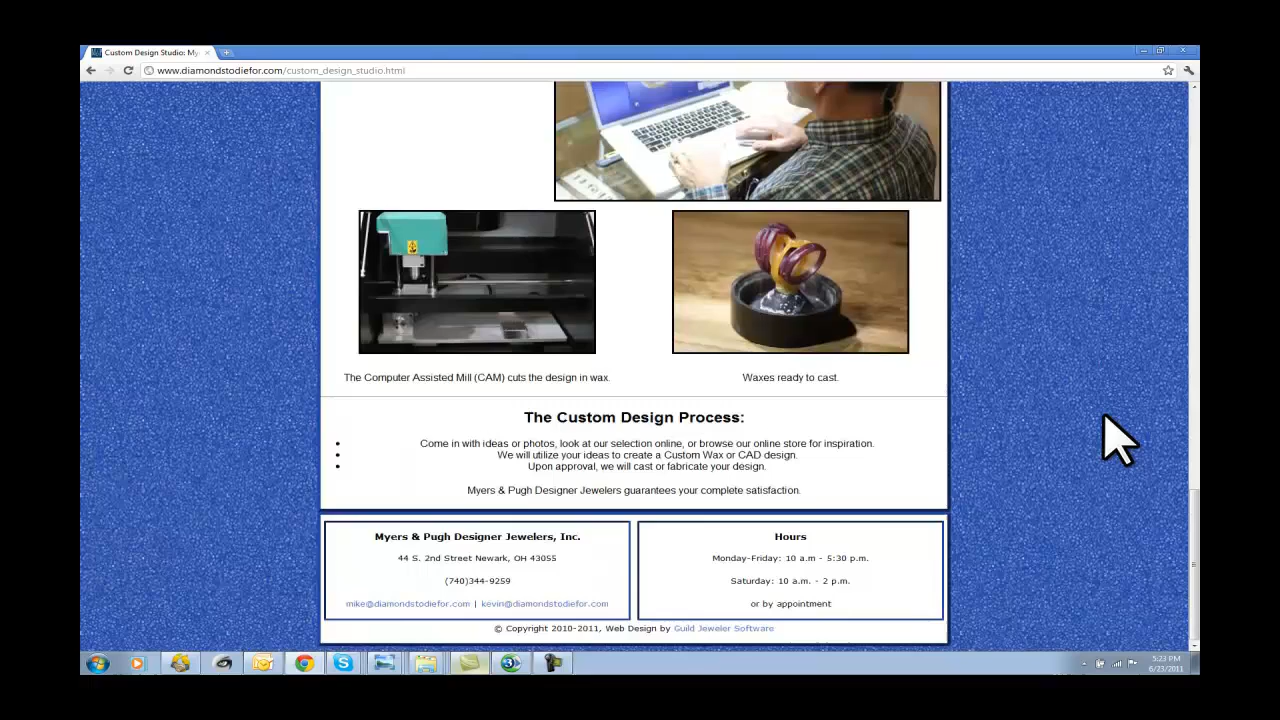 Custom Design Studio: My
www.diamondstodiefor.com/custom_design_studio.html
The Computer Assisted Mill (CAM) cuts the design in wax.
Waxes ready to cast.
The Custom Design Process:
Come in with ideas or photos, look at our selection online, or browse our online store for inspiration.
We will utilize your ideas to create a Custom Wax or CAD design.
Upon approval, we will cast or fabricate your design.
Myers & Pugh Designer Jewelers guarantees your complete satisfaction.
Myers & Pugh Designer Jewelers, Inc.
44 S. 2nd Street Newark, OH 43055
(740)344-9259
mike@diamondstodiefor.com | kevin@diamondstodiefor.com
Hours
Monday-Friday: 10 a.m - 5:30 p.m.
Saturday: 10 a.m. - 2 p.m.
or by appointment
© Copyright 2010-2011, Web Design by Guild Jeweler Software
5:23 PM
6/23/2011